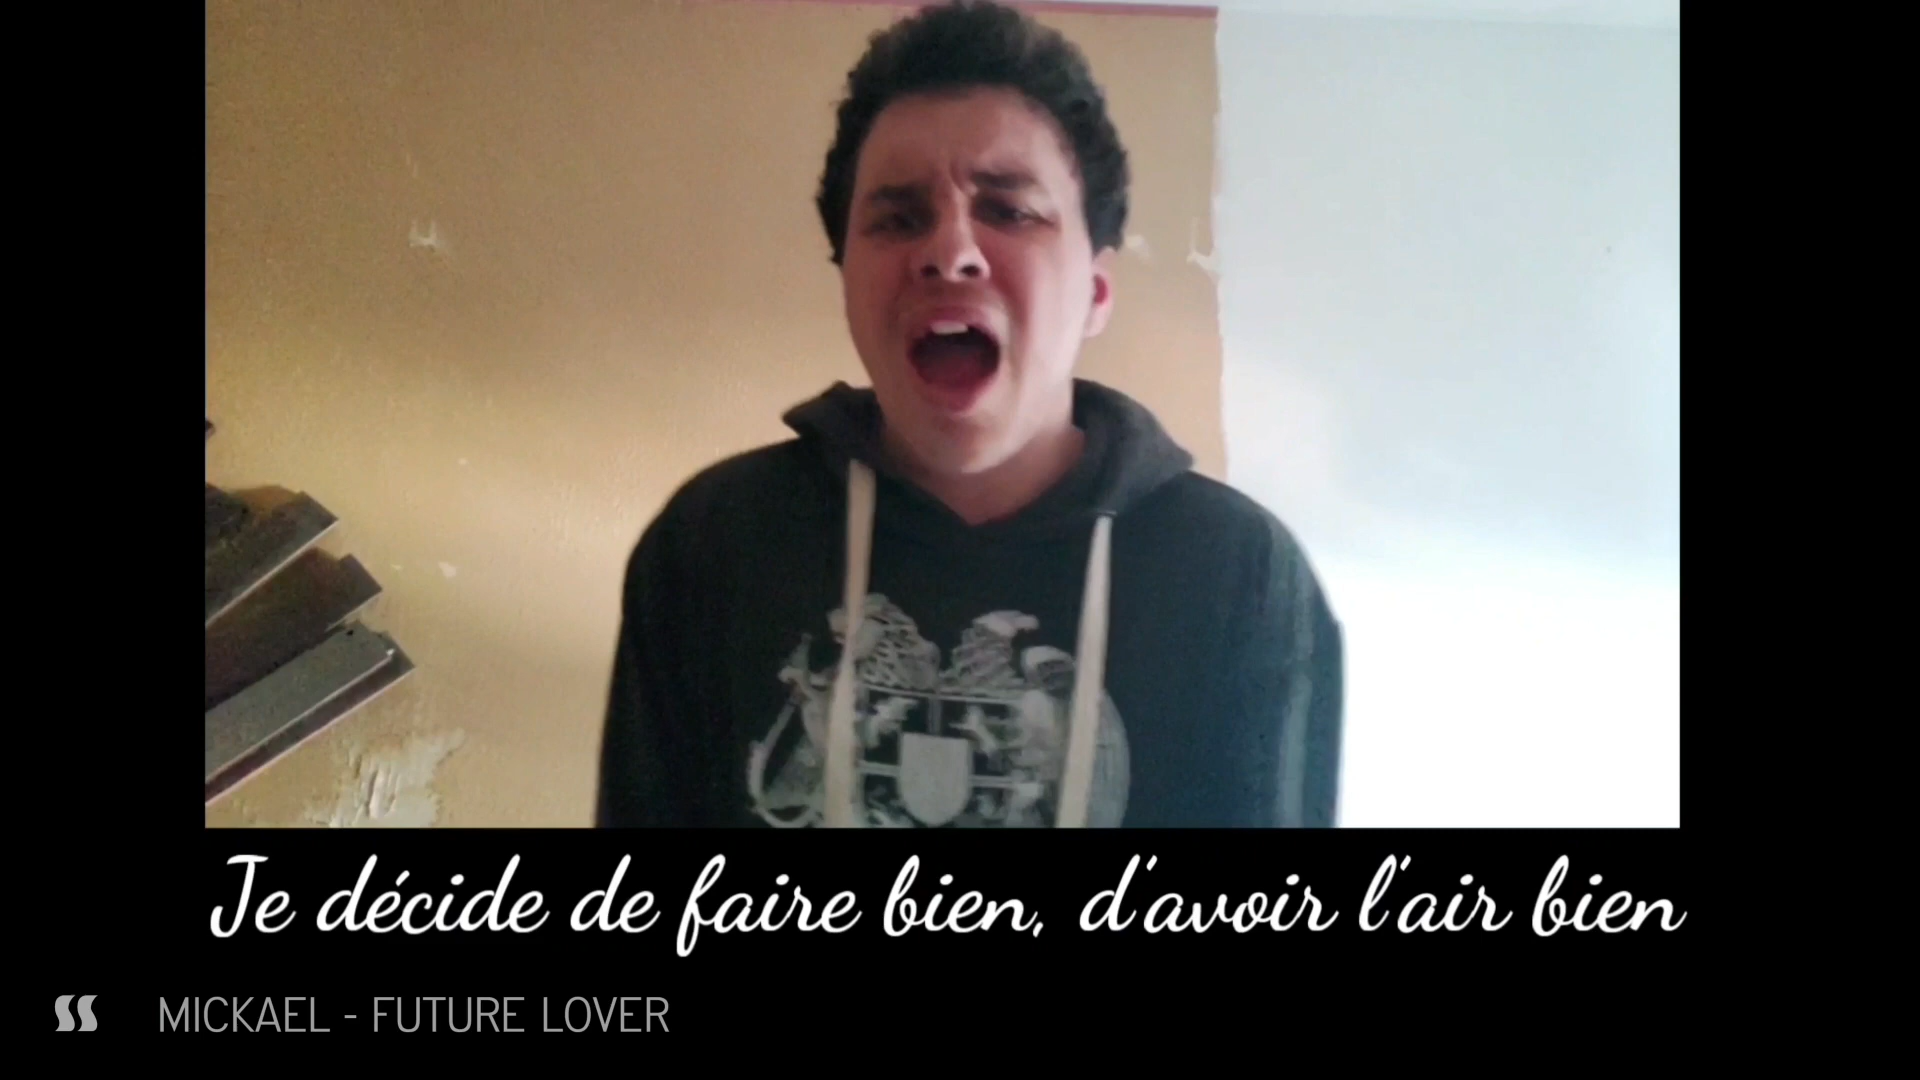 Je décide de faire bien, d'avoir l'air bien
MICKAEL - FUTURE LOVER